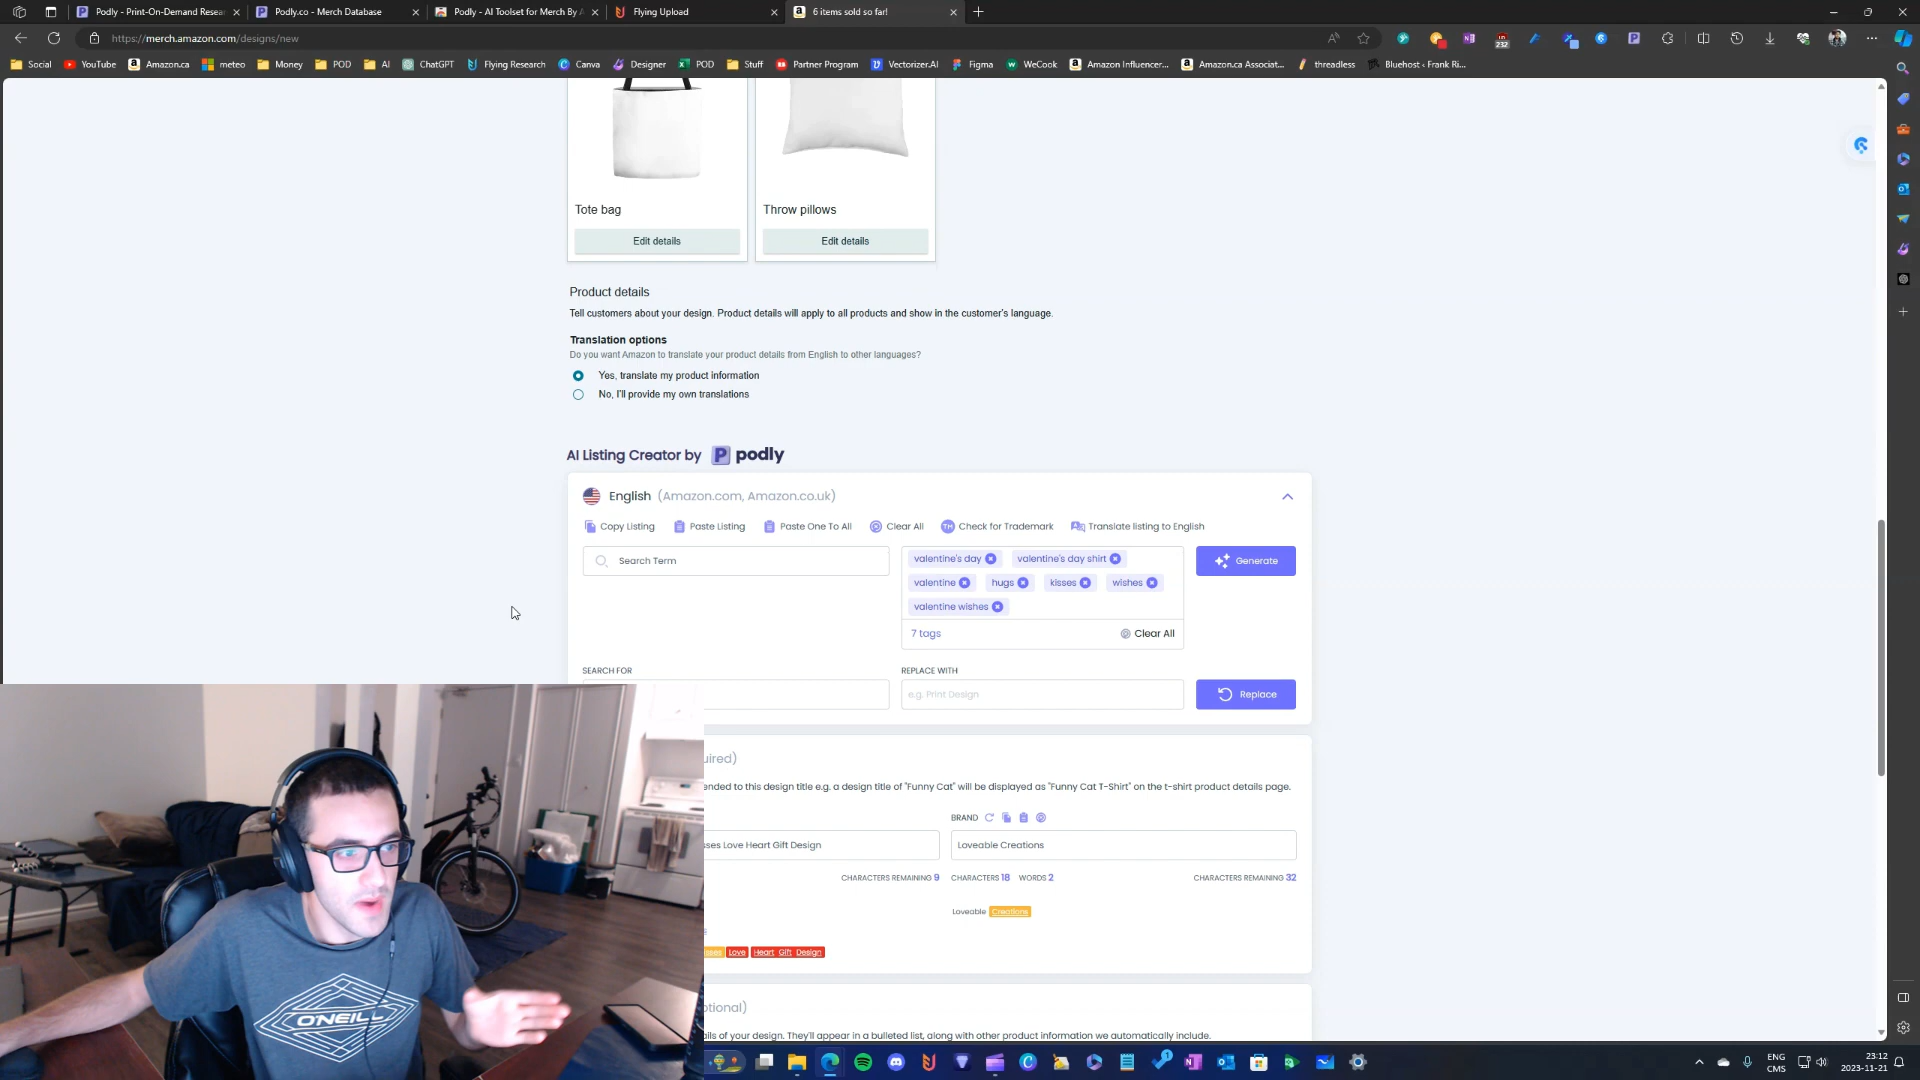 Podly - Print-On-Demand Resea
Podly.co - Merch Database
Podly - AI Toolset for Merch By A
Flying Upload
6 items sold so far!
https://merch.amazon.com/designs/new
232
Social
YouTube
Amazon.ca
meteo
Money
POD
AI
ChatGPT
Flying Research
Canva
Designer
POD
Stuff
Partner Program
Vectorizer.AI
Figma
WeCook
Amazon Influencer...
Amazon.ca Associat...
threadless
Bluehost ‹ Frank Ri...
Tote bag
Throw pillows
Edit details
Edit details
Product details
Tell customers about your design. Product details will apply to all products and show in the customer's language.
Translation options
Do you want Amazon to translate your product details from English to other languages?
Yes, translate my product information
No, I'll provide my own translations
AI Listing Creator by P podly
English (Amazon.com, Amazon.co.uk)
Copy Listing
Paste Listing
Paste One To All
Clear All
Check for Trademark
Translate listing to English
Search Term
valentine's day
valentine's day shirt
valentine
hugs
kisses
wishes
valentine wishes
7 tags
Clear All
Generate
SEARCH FOR
REPLACE WITH
e.g. Print Design
Replace
uired)
ended to this design title e.g. a design title of "Funny Cat" will be displayed as "Funny Cat T-Shirt" on the t-shirt product details page.
BRAND
sses Love Heart Gift Design
Loveable Creations
CHARACTERS REMAINING 9
CHARACTERS 18 WORDS 2
CHARACTERS REMAINING 32
Loveable Creations
Love Heart Gift Design
ptional)
ails of your design. They'll appear in a bulleted list, along with other product information we automatically include.
O'NEILL
ENG
CMS
23:12
2023-11-21